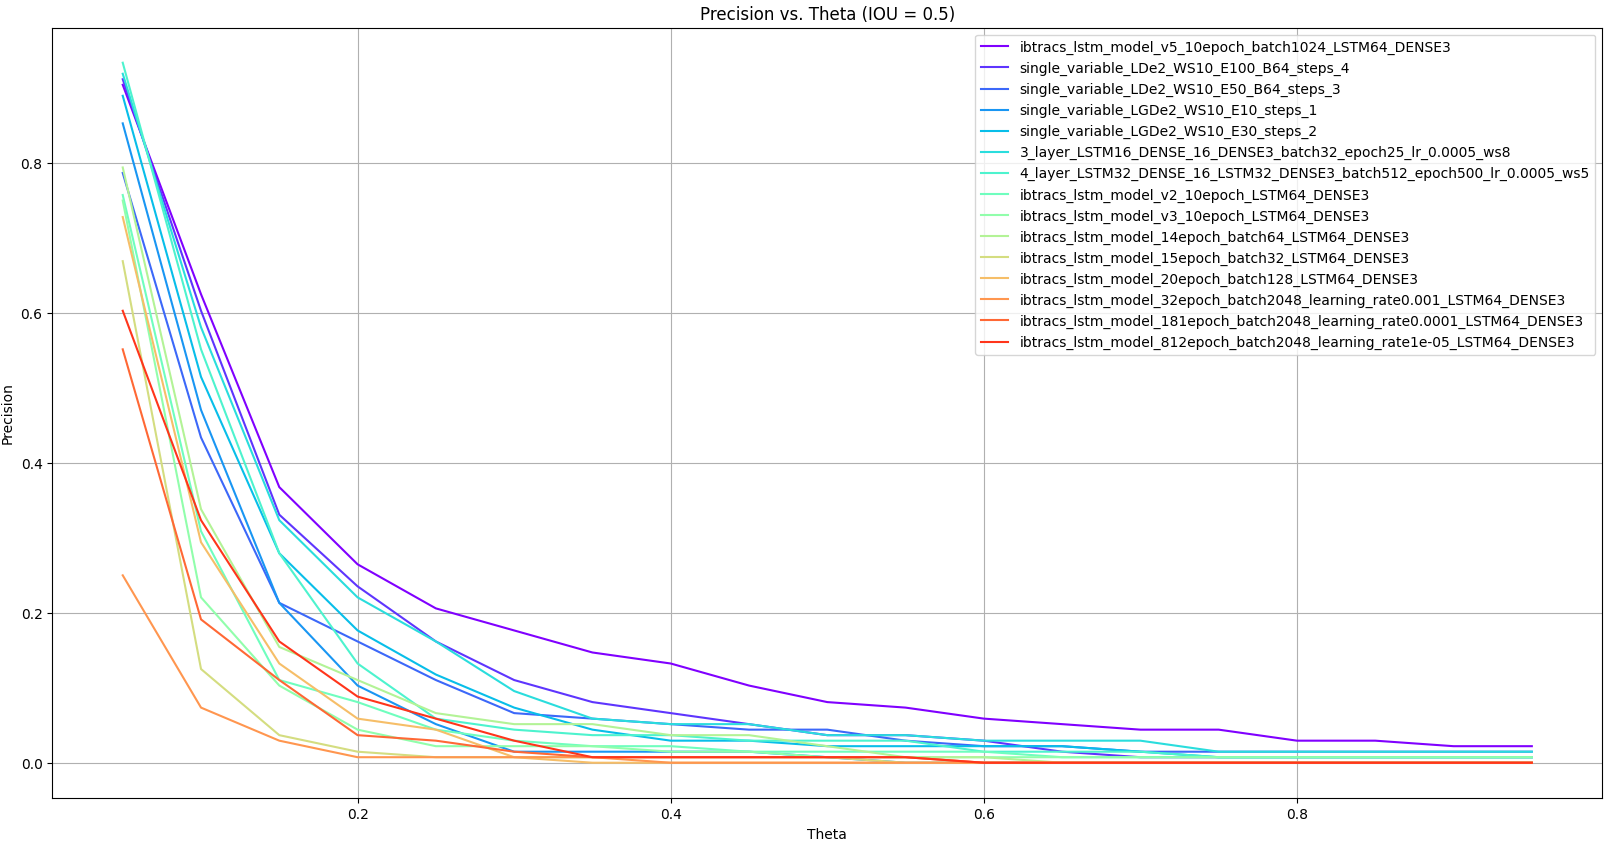 Precision vs. Theta (IOU = 0.5)
ibtracs_lstm_model_v5_10epoch_batch1024_LSTM64_DENSE3
single_variable_LDe2_WS10_E100_B64_steps_4
single_variable_LDe2_WS10_E50_B64_steps_3
single_variable_LGDe2_WS10_E10_steps_1
single_variable_LGDe2_WS10_E30_steps_2
3_layer_LSTM16_DENSE_16_DENSE3_batch32_epoch25_lr_0.0005_ws8
4_layer_LSTM32_DENSE_16_LSTM32_DENSE3_batch512_epoch500_lr_0.0005_ws5
ibtracs_lstm_model_v2_10epoch_LSTM64_DENSE3
ibtracs_lstm_model_v3_10epoch_LSTM64_DENSE3
ibtracs_lstm_model_14epoch_batch64_LSTM64_DENSE3
ibtracs_lstm_model_15epoch_batch32_LSTM64_DENSE3
ibtracs_lstm_model_20epoch_batch128_LSTM64_DENSE3
ibtracs_lstm_model_32epoch_batch2048_learning_rate0.001_LSTM64_DENSE3
ibtracs_lstm_model_181epoch_batch2048_learning_rate0.0001_LSTM64_DENSE3
ibtracs_lstm_model_812epoch_batch2048_learning_rate1e-05_LSTM64_DENSE3
Precision
0.8
0.6
0.4
0.2
0.0
0.2 0.4 0.6 0.8
Theta